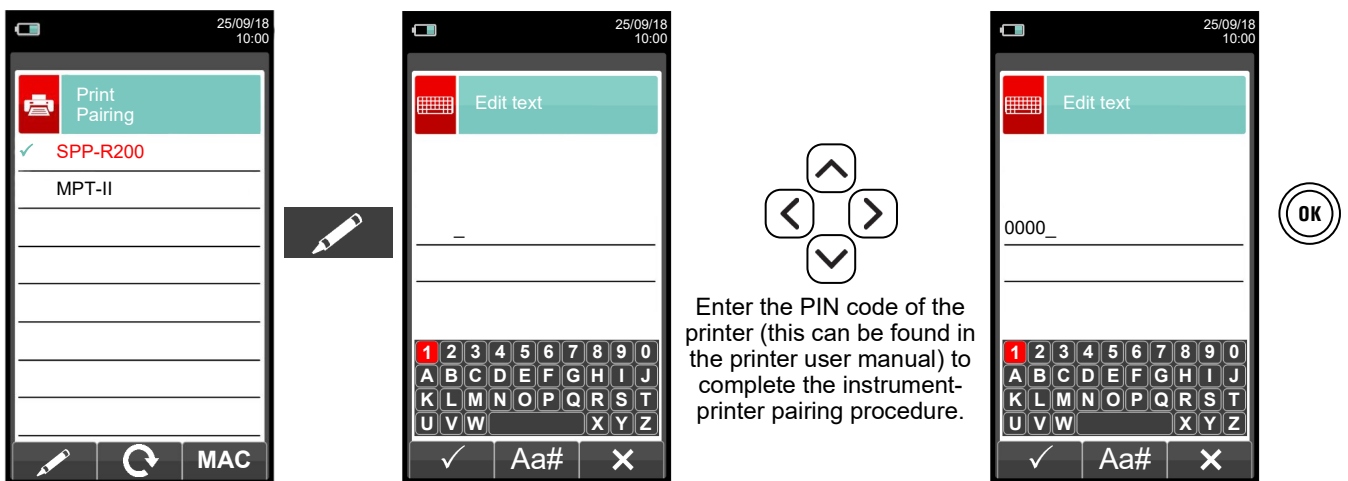 25/09/18
10:00
Print
Pairing
✓ SPP-R200
MPT-II
MAC
25/09/18
10:00
Edit text
_
1 2 3 4 5 6 7 8 9 0
A B C D E F G H I J
K L M N O P Q R S T
U V W X Y Z
✓ Aa# ×
Enter the PIN code of the
printer (this can be found in
the printer user manual) to
complete the instrument-
printer pairing procedure.
25/09/18
10:00
Edit text
0000_
1 2 3 4 5 6 7 8 9 0
A B C D E F G H I J
K L M N O P Q R S T
U V W X Y Z
✓ Aa# ×
OK